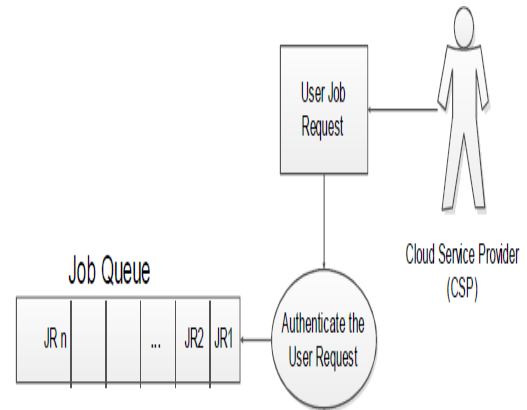 User Job
Request
Cloud Service Provider
(CSP)
Job Queue
Authenticate the
User Request
JR n ... JR2 JR1